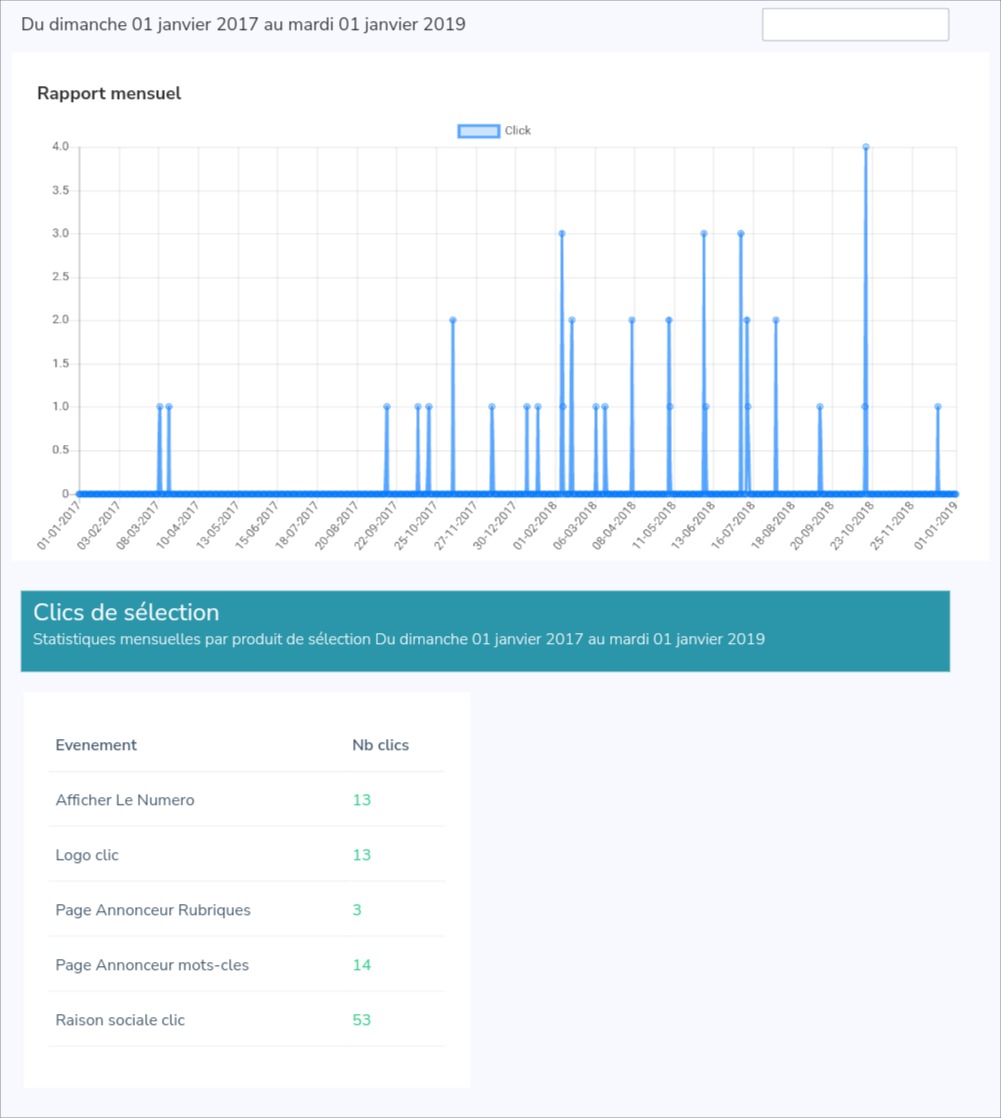 Du dimanche 01 janvier 2017 au mardi 01 janvier 2019
Rapport mensuel
Click
4.0
3.5
3.0
2.5
2.0
1.5
1.0
0.5
0
01-01-2017
03-02-2017
08-03-2017
10-04-2017
13-05-2017
15-06-2017
18-07-2017
20-08-2017
22-09-2017
25-10-2017
27-11-2017
30-12-2017
01-02-2018
06-03-2018
08-04-2018
11-05-2018
13-06-2018
16-07-2018
18-08-2018
20-09-2018
23-10-2018
25-11-2018
01-01-2019
Clics de sélection
Statistiques mensuelles par produit de sélection Du dimanche 01 janvier 2017 au mardi 01 janvier 2019
Evenement Nb clics
Afficher Le Numero 13
Logo clic 13
Page Annonceur Rubriques 3
Page Annonceur mots-cles 14
Raison sociale clic 53